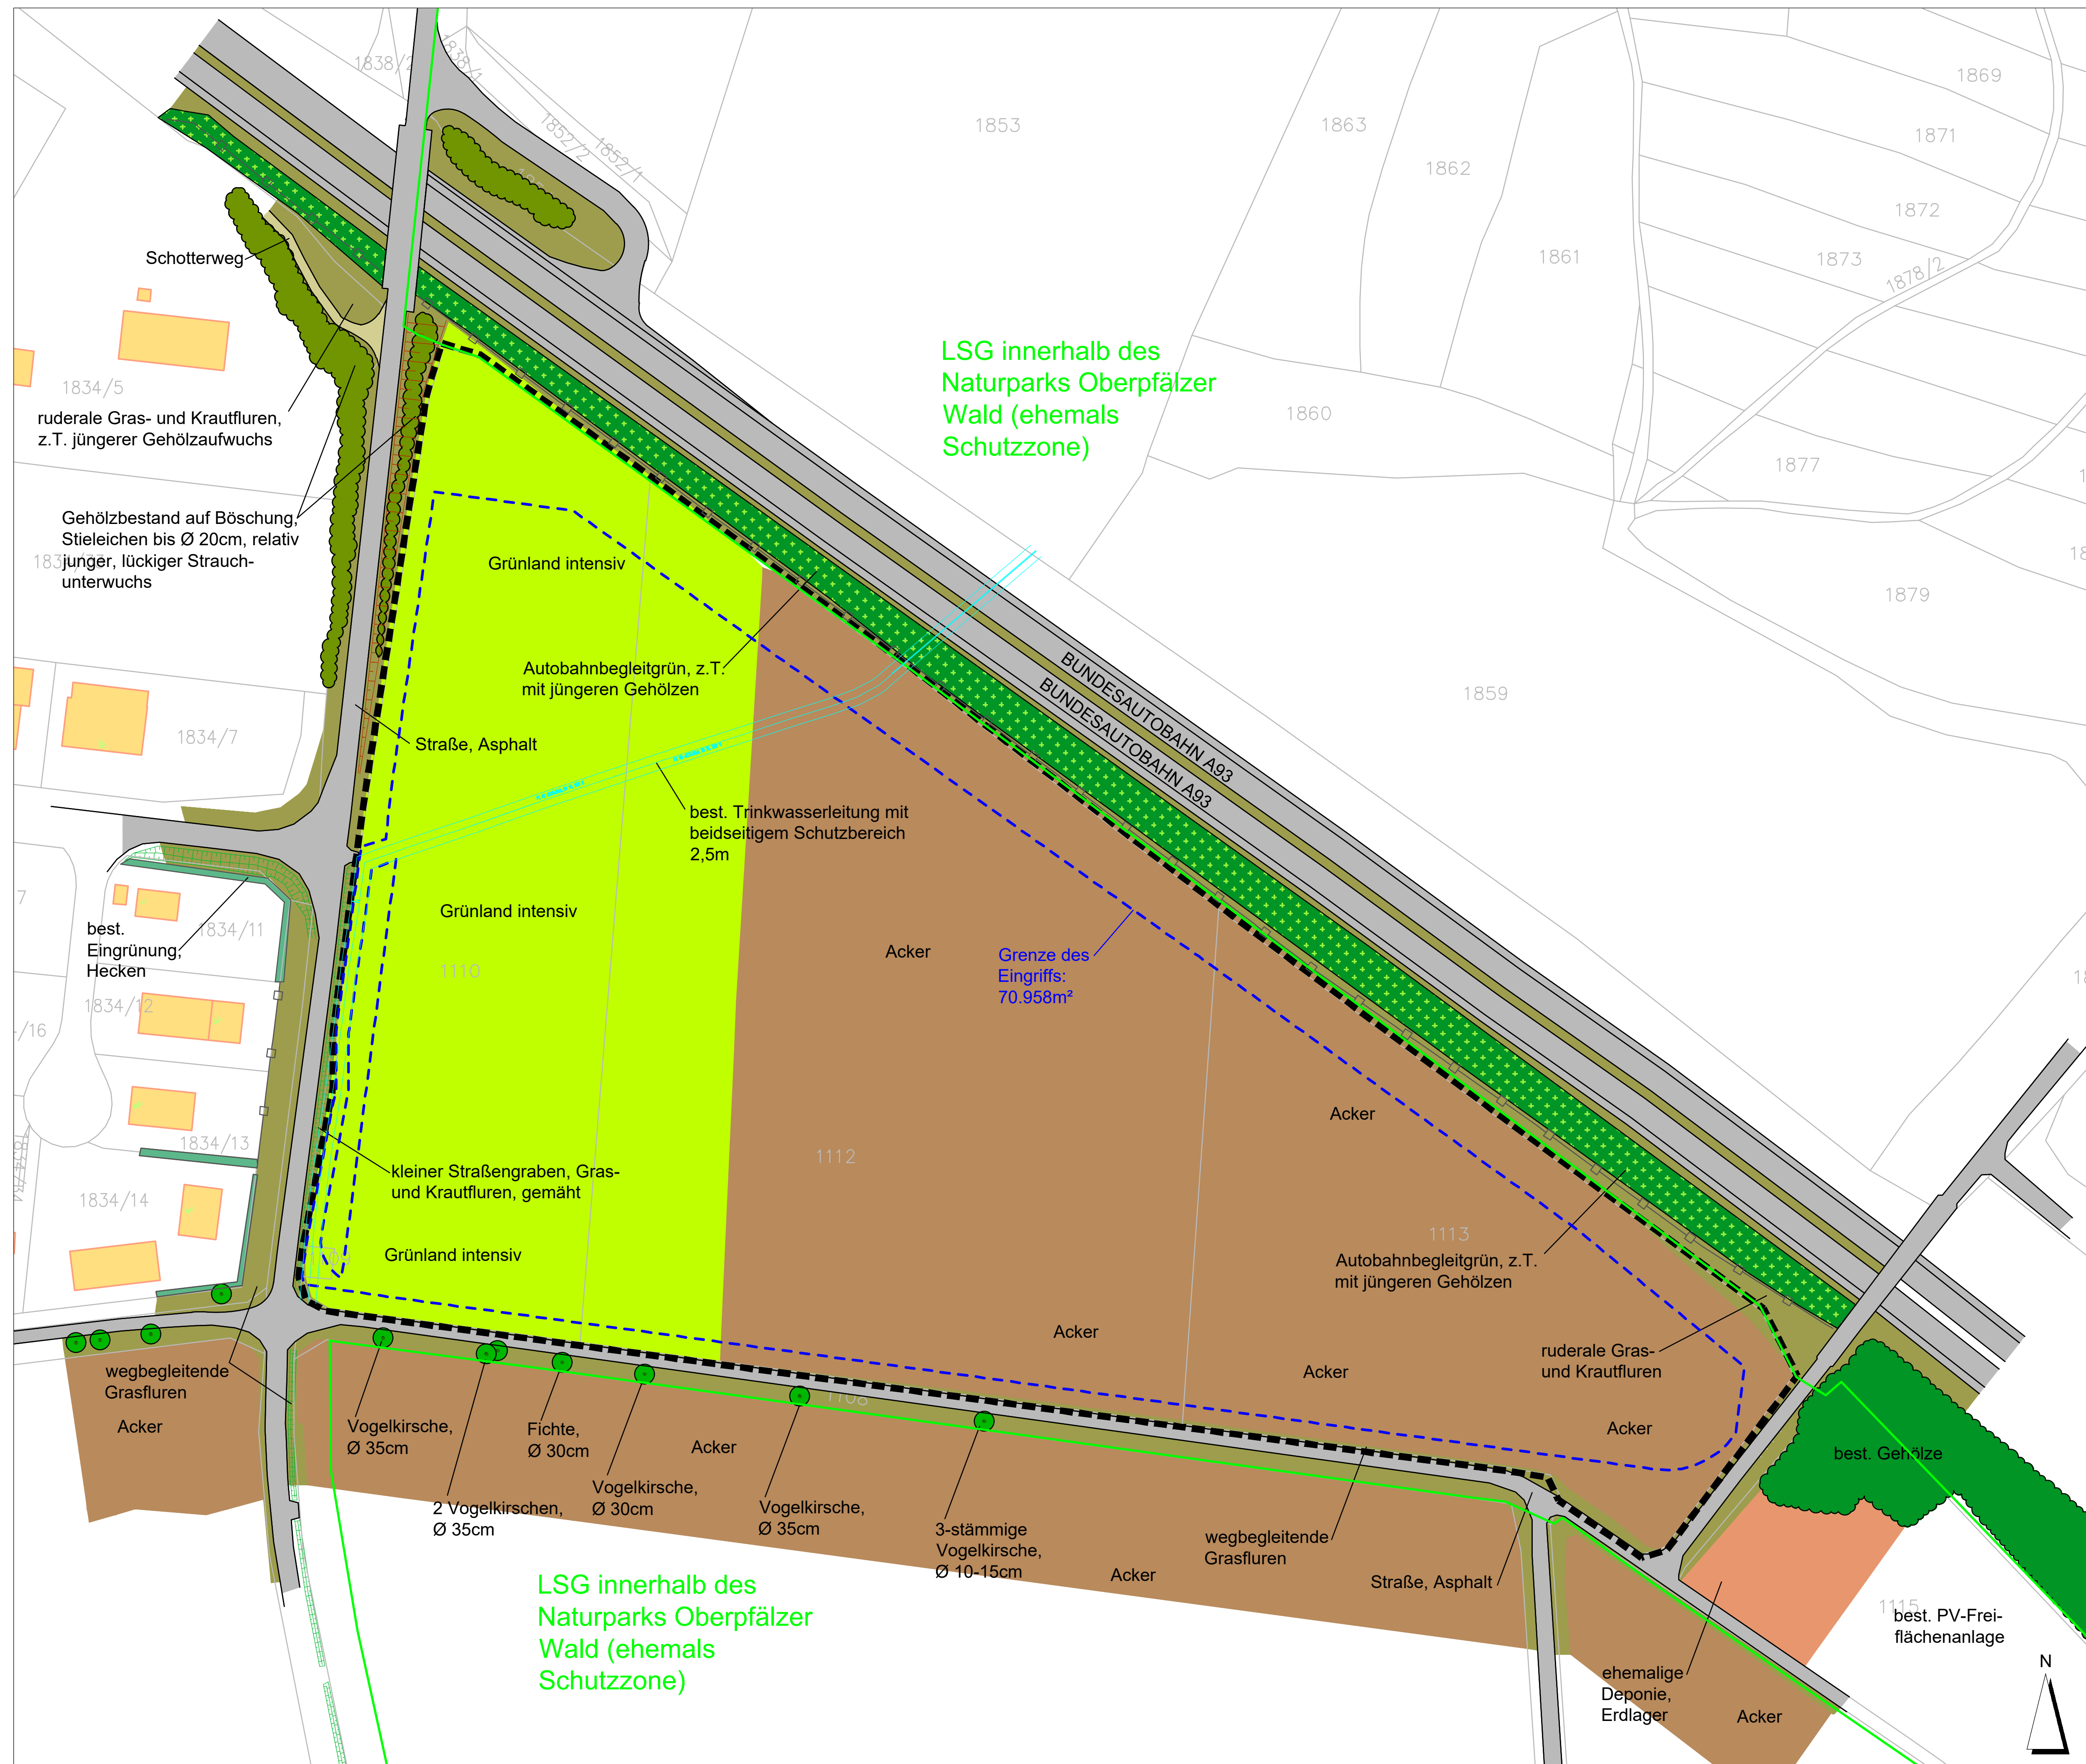 1838/2
1838/1
1852/2
1852/1
1853
1863
1862
1861
1869
1871
1872
1873
1878/2
1877
1879
1860
1859
Schotterweg
1834/5
ruderale Gras- und Krautfluren,
z.T. jüngerer Gehölzaufwuchs
LSG innerhalb des
Naturparks Oberpfälzer
Wald (ehemals
Schutzzone)
Gehölzbestand auf Böschung,
Stieleichen bis Ø 20cm, relativ
junger, lückiger Strauch-
unterwuchs
Grünland intensiv
Autobahnbegleitgrün, z.T.
mit jüngeren Gehölzen
BUNDESAUTOBAHN A93
BUNDESAUTOBAHN A93
1834/7
Straße, Asphalt
best. Trinkwasserleitung mit
beidseitigem Schutzbereich
2,5m
7
best.
Eingrünung;
Hecken
1834/11
Grünland intensiv
1110
Acker
Grenze des
Eingriffs:
70.958m²
1834/12
1834/13
1834/14
Acker
1112
kleiner Straßengraben, Gras-
und Krautfluren, gemäht
Grünland intensiv
1113
Autobahnbegleitgrün, z.T.
mit jüngeren Gehölzen
Acker
Acker
ruderale Gras-
und Krautfluren
wegbegleitende
Grasfluren
Acker
1108
Vogelkirsche,
Ø 35cm
Fichte,
Ø 30cm
Acker
Acker
best. Gehölze
2 Vogelkirschen,
Ø 35cm
Vogelkirsche,
Ø 30cm
Vogelkirsche,
Ø 35cm
3-stämmige
Vogelkirsche,
Ø 10-15cm
wegbegleitende
Grasfluren
Acker
Straße, Asphalt
LSG innerhalb des
Naturparks Oberpfälzer
Wald (ehemals
Schutzzone)
1115
best. PV-Frei-
flächenanlage
ehemalige
Deponie,
Erdlager
Acker
N